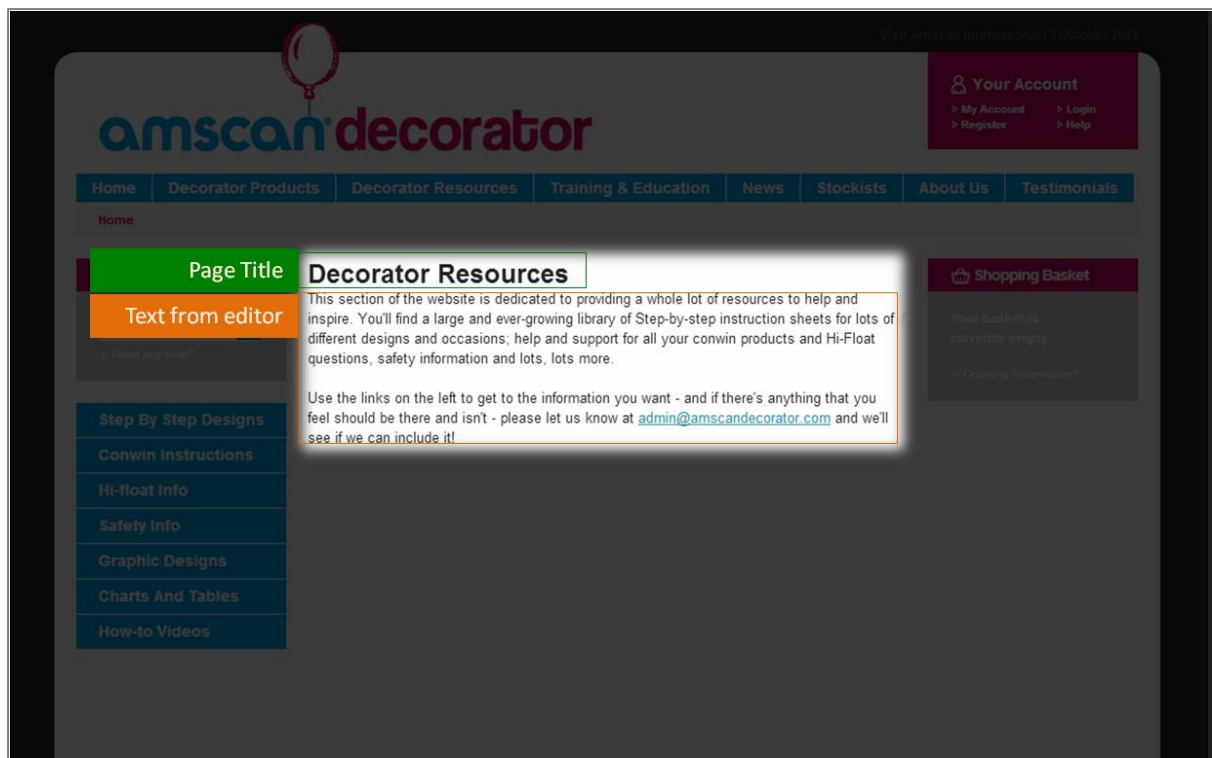 Visit Amscan International | 3 October 2012
amscan® decorator
Your Account
My Account
Login
Register
Help
Home
Decorator Products
Decorator Resources
Training & Education
News
Stockists
About Us
Testimonials
Home
Page Title
Decorator Resources
Text from editor
This section of the website is dedicated to providing a whole lot of resources to help and
inspire. You'll find a large and ever-growing library of Step-by-step instruction sheets for lots of
different designs and occasions; help and support for all your conwin products and Hi-Float
questions, safety information and lots, lots more.
Use the links on the left to get to the information you want - and if there's anything that you
feel should be there and isn't - please let us know at admin@amscandecorator.com and we'll
see if we can include it!
Need any help?
Step By Step Designs
Conwin Instructions
Hi-float Info
Safety Info
Graphic Designs
Charts And Tables
How-to Videos
Shopping Basket
Your basket is
currently empty
Ordering information?